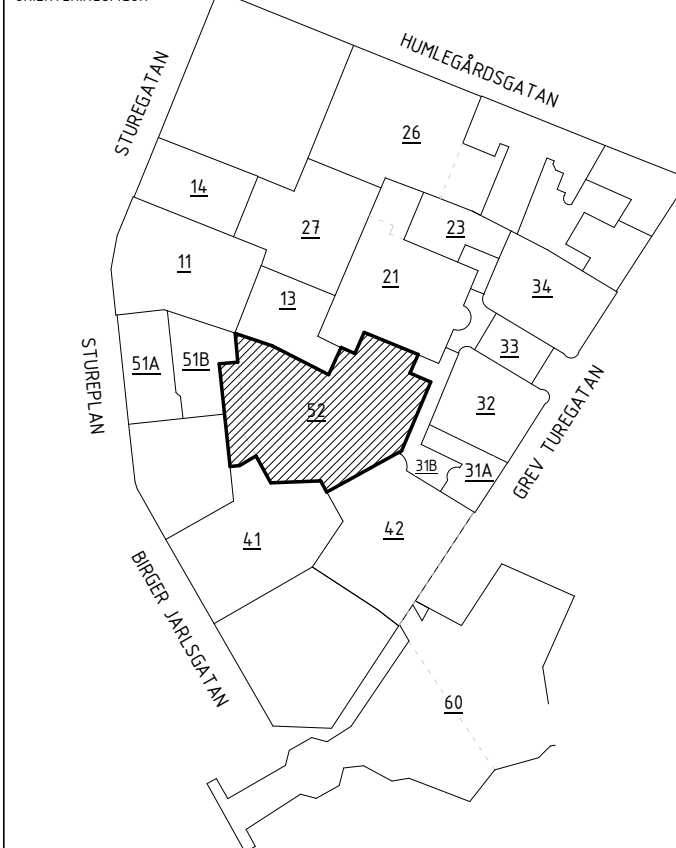 HUMLEGÅRDSGATAN
STUREGATAN
26
14
27
23
11
21
34
13
33
51A
51B
STUREPLAN
52
32
GREV TUREGATAN
31B
31A
42
41
BIRGER JARLSGATAN
60